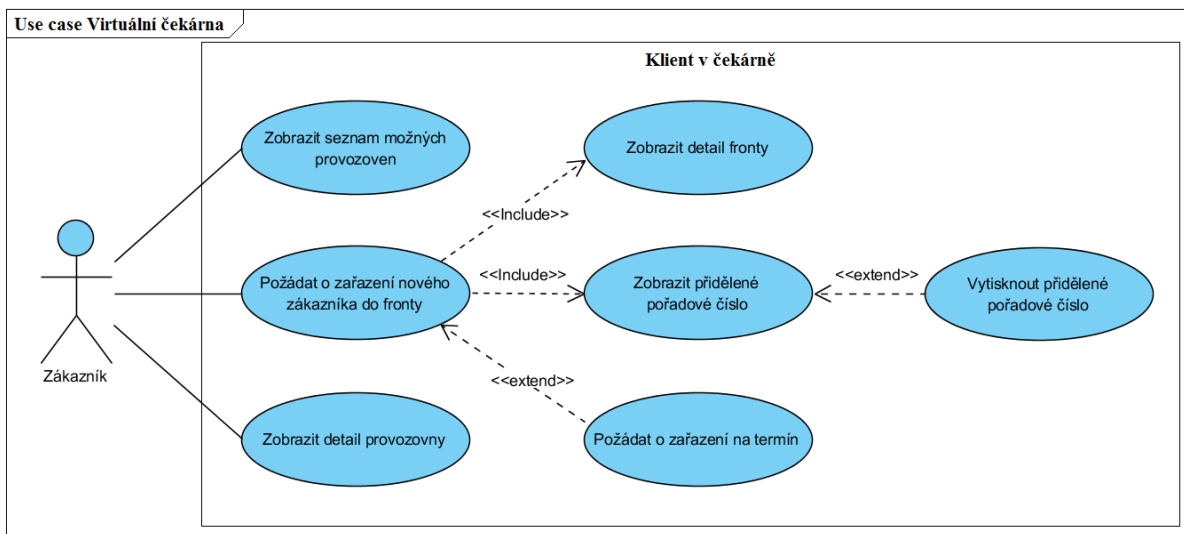 Use case Virtuální čekárna
Klient v čekárně
Zobrazit seznam možných
provozoven
Zobrazit detail fronty
<<Include>>
Požádat o zařazení nového
zákazníka do fronty
<<Include>>
Zobrazit přidělené
pořadové číslo
<<extend>>
Vytisknout přidělené
pořadové číslo
Zákazník
<<extend>>
Zobrazit detail provozovny
Požádat o zařazení na termín